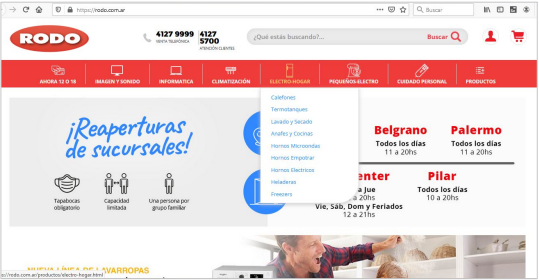 https://rodo.com.ar
Buscar
RODO
4127 9999
VENTA TELEFÓNICA
4127
5700
ATENCIÓN CLIENTES
¿Qué estás buscando?...
Buscar
AHORA 12 O 18
IMAGEN Y SONIDO
INFORMATICA
CLIMATIZACIÓN
ELECTRO-HOGAR
PEQUEÑOS-ELECTRO
CUIDADO PERSONAL
PRODUCTOS
Calefones
Termotanques
Lavado y Secado
Anafes y Cocinas
Hornos Microondas
Hornos Empotrar
Hornos Electricos
Heladeras
Freezers
¡Reaperturas
de sucursales!
Tapabocas
obligatorio
Capacidad
limitada
Una persona por
grupo familiar
Belgrano
Todos los días
11 a 20hs
Palermo
Todos los días
11 a 20hs
enter
a Jue
a 20hs
Vie, Sáb, Dom y Feriados
12 a 21hs
Pilar
Todos los días
10 a 20hs
NUEVA LÍNEA DE LAVARROPAS
s://rodo.com.ar/productos/electro-hogar.html